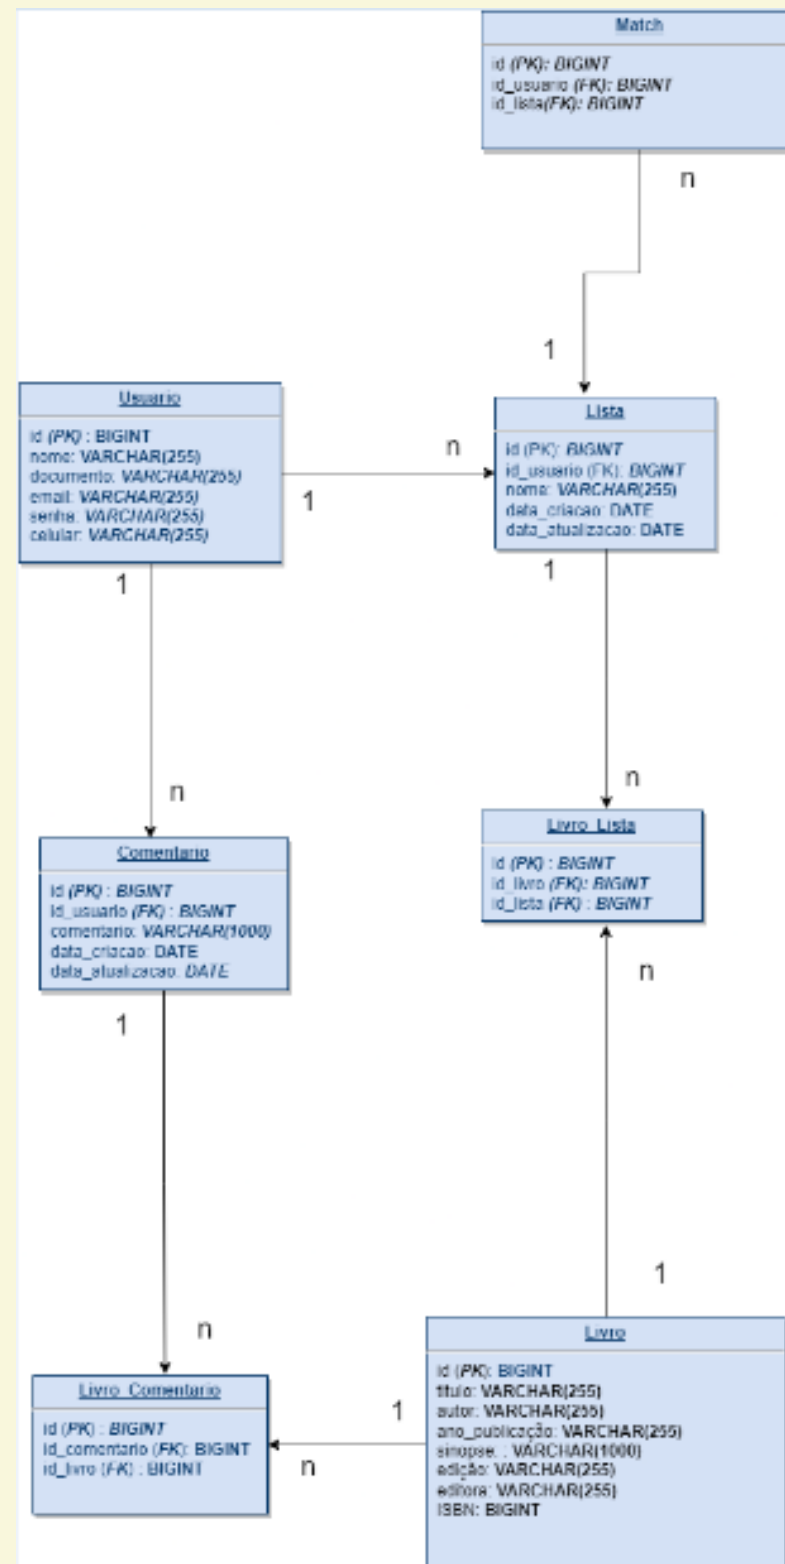 Match
id (PK): BIGINT
id_usuario (FK): BIGINT
id_lista(FK): BIGINT
n
1
Usuario
id (PK) : BIGINT
nome: VARCHAR(255)
documento: VARCHAR(255)
email: VARCHAR(255)
senha: VARCHAR(255)
celular: VARCHAR(255)
1
n
Lista
id (PK): BIGINT
id_usuario (FK): BIGINT
nome: VARCHAR(255)
data_criacao: DATE
data_atualizacao: DATE
1
1
n
n
Comentario
id (PK) : BIGINT
id_usuario (FK) : BIGINT
comentario: VARCHAR(1000)
data_criacao: DATE
data_atualizacao: DATE
Livro_Lista
id (PK) : BIGINT
id_livro (FK): BIGINT
id_lista (FK) : BIGINT
1
n
n
1
Livro_Comentario
id (PK) : BIGINT
id_comentario (FK): BIGINT
id_livro (FK) : BIGINT
1
n
Livro
id (PK): BIGINT
titulo: VARCHAR(255)
autor: VARCHAR(255)
ano_publicação: VARCHAR(255)
sinopse: : VARCHAR(1000)
edição: VARCHAR(255)
editora: VARCHAR(255)
ISBN: BIGINT